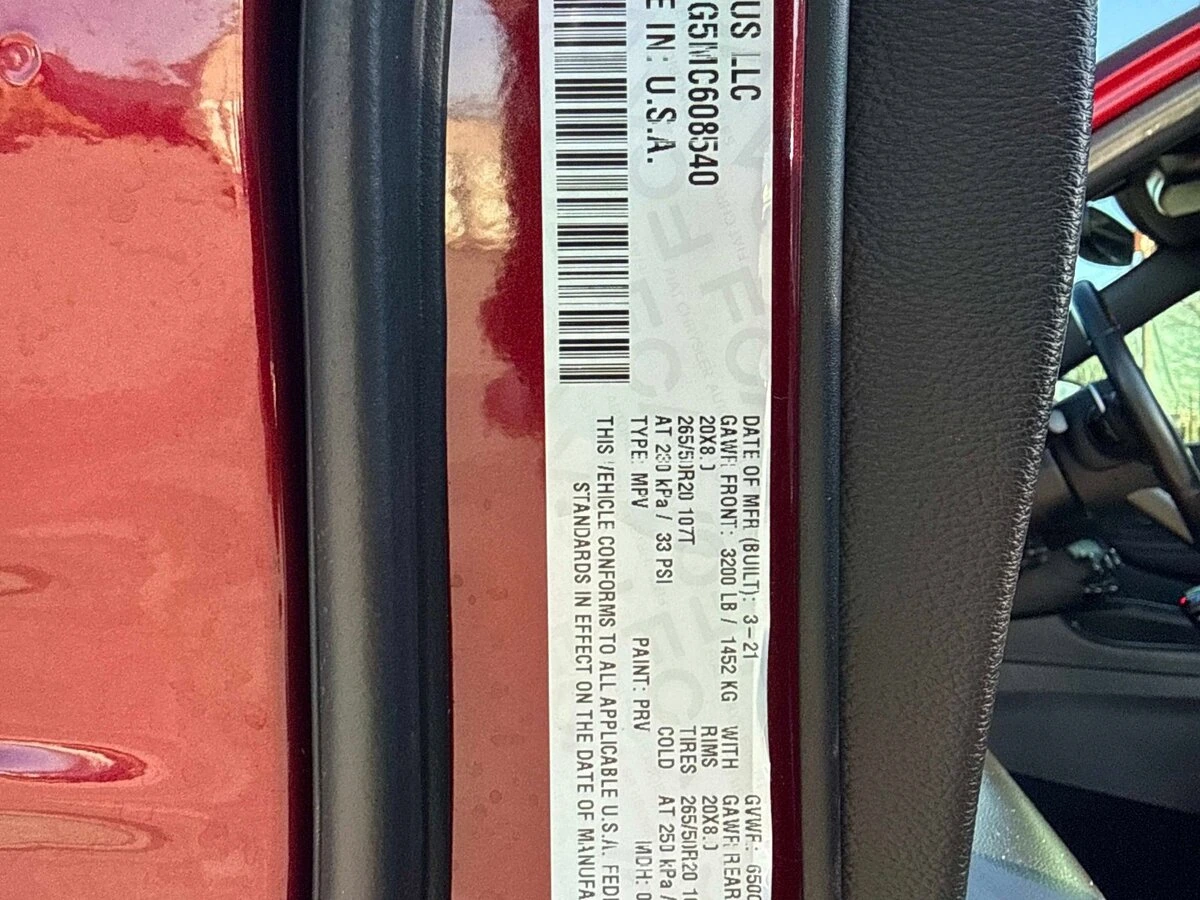 US LLC
G5MC608540
E IN: U.S.A.
DATE OF MFR (BUILT): 3-21 GVWR: 650
GAWR FRONT: 3200 LB / 1452 KG WITH GAWR REAR
20X8.0 RIMS 20X8.0
265/50R20 107T TIRES 265/50R20 10
AT 230 kPa / 33 PSI COLD AT 250 kPa /
TYPE: MPV PAINT: PRV MDH: 0
THIS VEHICLE CONFORMS TO ALL APPLICABLE U.S.A. FEDE
STANDARDS IN EFFECT ON THE DATE OF MANUFA